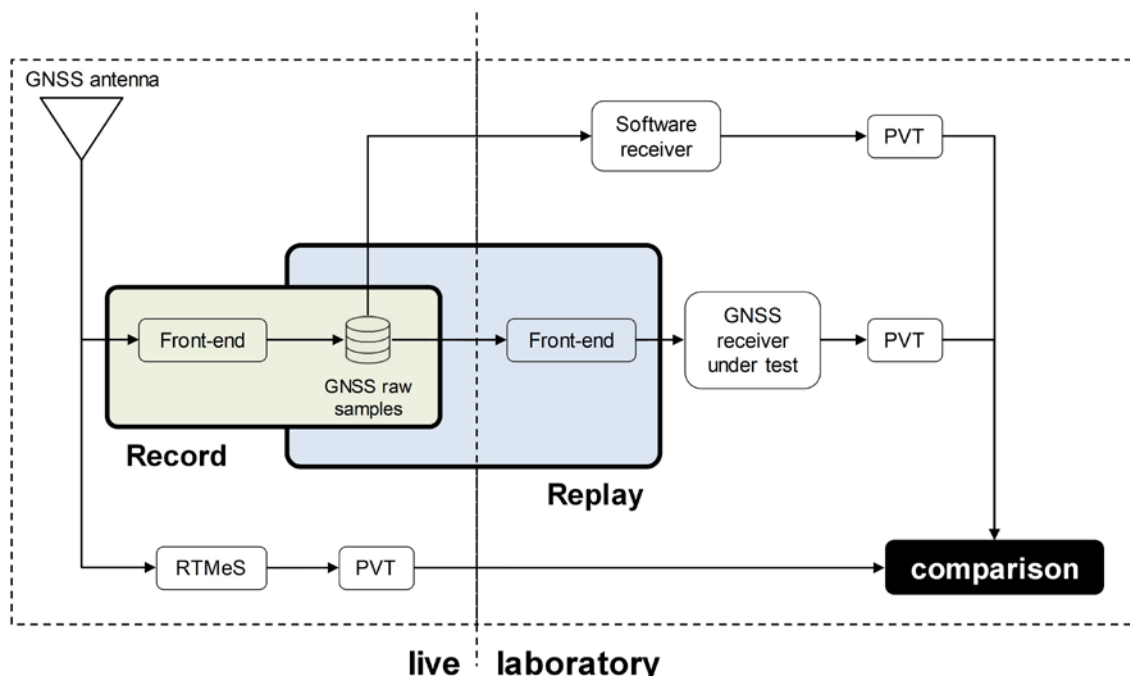 GNSS antenna
Software
receiver
PVT
Front-end
GNSS raw
samples
Front-end
GNSS
receiver
under test
PVT
Record
Replay
RTMeS
PVT
comparison
live
laboratory